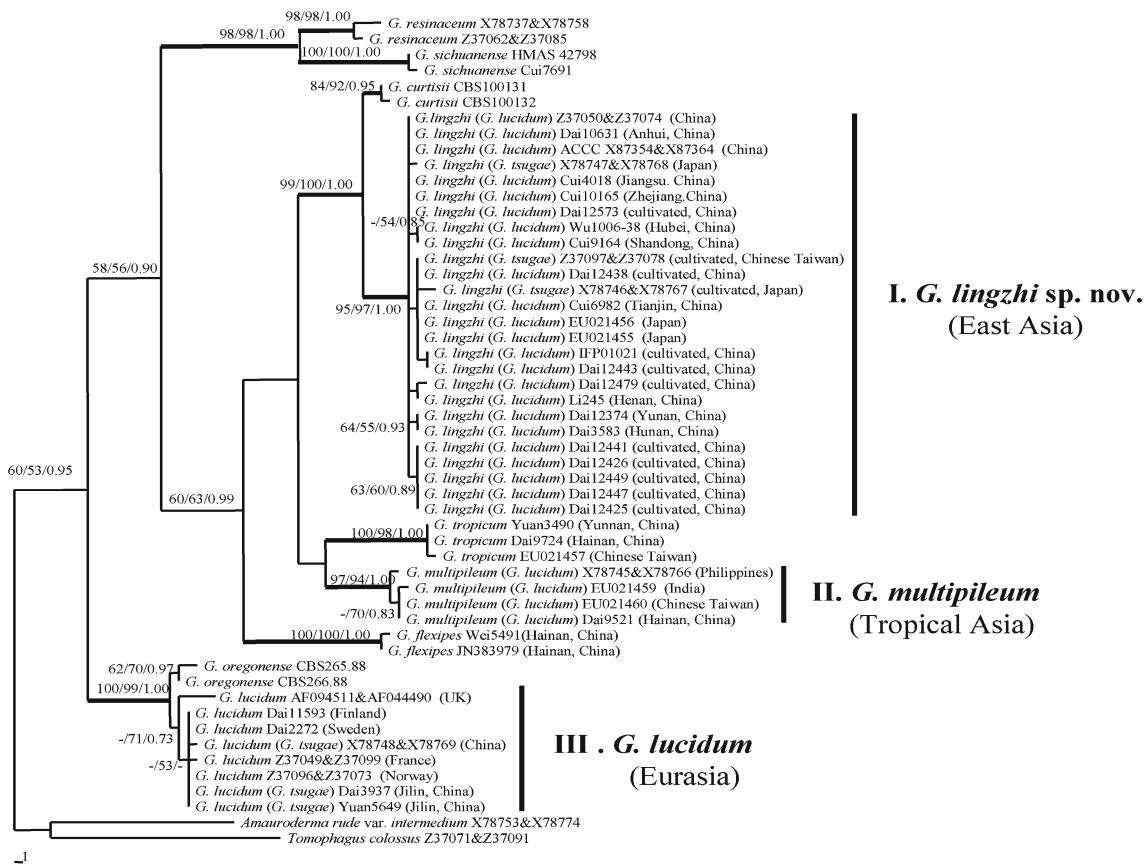 98/98/1.00
G. resinaceum X78737&X78758
98/98/1.00
G. resinaceum Z37062&Z37085
100/100/1.00
G. sichuanense HMAS 42798
G. sichuanense Cui7691
84/92/0.95
G. curtisii CBS100131
G. curtisii CBS100132
G.lingzhi (G. lucidum) Z37050&Z37074 (China)
G. lingzhi (G. lucidum) Dai10631 (Anhui, China)
G. lingzhi (G. lucidum) ACCC X87354&X87364 (China)
G. lingzhi (G. tsugae) X78747&X78768 (Japan)
99/100/1.00
G. lingzhi (G. lucidum) Cui4018 (Jiangsu. China)
G. lingzhi (G. lucidum) Cui10165 (Zhejiang.China)
G. lingzhi (G. lucidum) Dai12573 (cultivated, China)
-/54/0.85
G. lingzhi (G. lucidum) Wu1006-38 (Hubei, China)
G. lingzhi (G. lucidum) Cui9164 (Shandong, China)
G. lingzhi (G. tsugae) Z37097&Z37078 (cultivated, Chinese Taiwan)
58/56/0.90
G. lingzhi (G. lucidum) Dai12438 (cultivated, China)
G. lingzhi (G. tsugae) X78746&X78767 (cultivated, Japan)
95/97/1.00
G. lingzhi (G. lucidum) Cui6982 (Tianjin, China)
G. lingzhi (G. lucidum) EU021456 (Japan)
G. lingzhi (G. lucidum) EU021455 (Japan)
G. lingzhi (G. lucidum) IFP01021 (cultivated, China)
G. lingzhi (G. lucidum) Dai12443 (cultivated, China)
G. lingzhi (G. lucidum) Dai12479 (cultivated, China)
G. lingzhi (G. lucidum) Li245 (Henan, China)
G. lingzhi (G. lucidum) Dai12374 (Yunan, China)
64/55/0.93
G. lingzhi (G. lucidum) Dai3583 (Hunan, China)
G. lingzhi (G. lucidum) Dai12441 (cultivated, China)
G. lingzhi (G. lucidum) Dai12426 (cultivated, China)
60/53/0.95
G. lingzhi (G. lucidum) Dai12449 (cultivated, China)
63/60/0.89
G. lingzhi (G. lucidum) Dai12447 (cultivated, China)
60/63/0.99
G. lingzhi (G. lucidum) Dai12425 (cultivated, China)
I. G. lingzhi sp. nov.
(East Asia)
G. tropicum Yuan3490 (Yunnan, China)
100/98/1.00
G. tropicum Dai9724 (Hainan, China)
G. tropicum EU021457 (Chinese Taiwan)
G. multipileum (G. lucidum) X78745&X78766 (Philippines)
97/94/1.00
G. multipileum (G. lucidum) EU021459 (India)
G. multipileum (G. lucidum) EU021460 (Chinese Taiwan)
-/70/0.83
G. multipileum (G. lucidum) Dai9521 (Hainan, China)
II. G. multipileum
(Tropical Asia)
100/100/1.00
G. flexipes Wei5491(Hainan, China)
G. flexipes JN383979 (Hainan, China)
62/70/0.97
G. oregonense CBS265.88
G. oregonense CBS266.88
100/99/1.00
G. lucidum AF094511&AF044490 (UK)
G. lucidum Dai11593 (Finland)
G. lucidum Dai2272 (Sweden)
-/71/0.73
G. lucidum (G. tsugae) X78748&X78769 (China)
-/53/-
G. lucidum Z37049&Z37099 (France)
G. lucidum Z37096&Z37073 (Norway)
G. lucidum (G. tsugae) Dai3937 (Jilin, China)
G. lucidum (G. tsugae) Yuan5649 (Jilin, China)
III . G. lucidum
(Eurasia)
Amauroderma rude var. intermedium X78753&X78774
Tomophagus colossus Z37071&Z37091
1